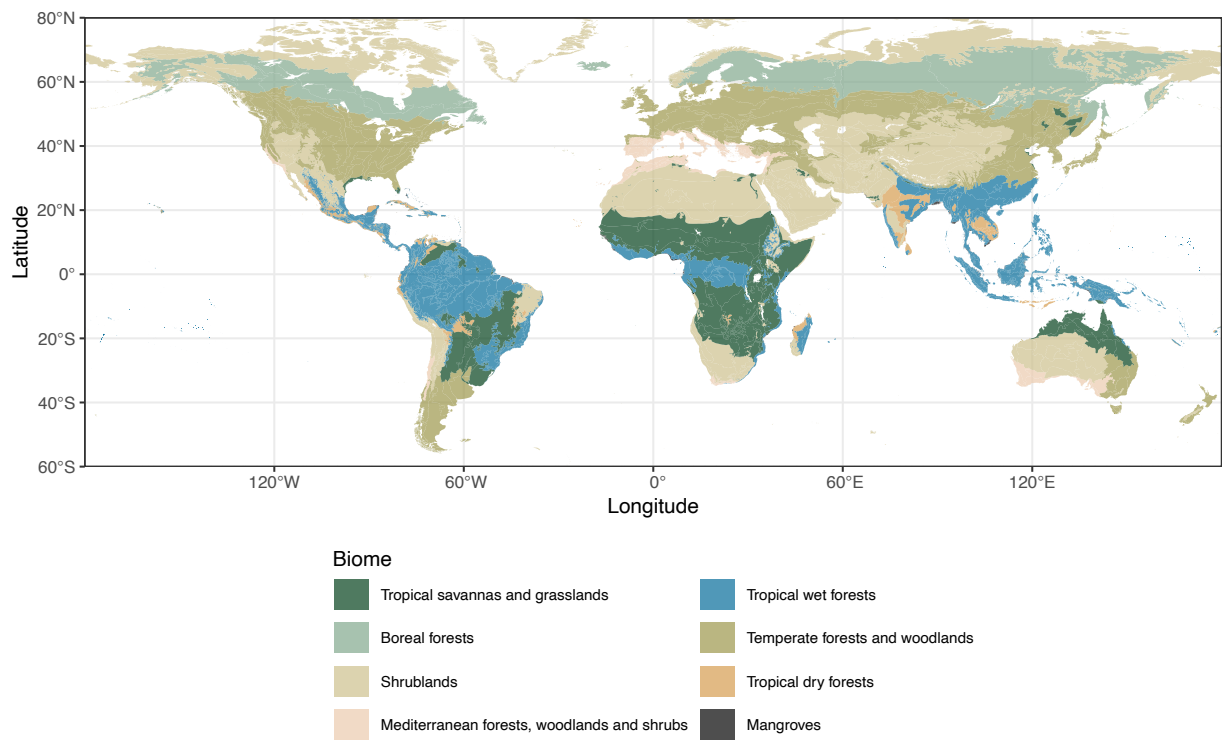 80°N
60°N
40°N
20°N
0°
20°S
40°S
60°S
Latitude
120°W 60°W 0° 60°E 120°E
Longitude
Biome
Tropical savannas and grasslands
Tropical wet forests
Boreal forests
Temperate forests and woodlands
Shrublands
Tropical dry forests
Mediterranean forests, woodlands and shrubs
Mangroves